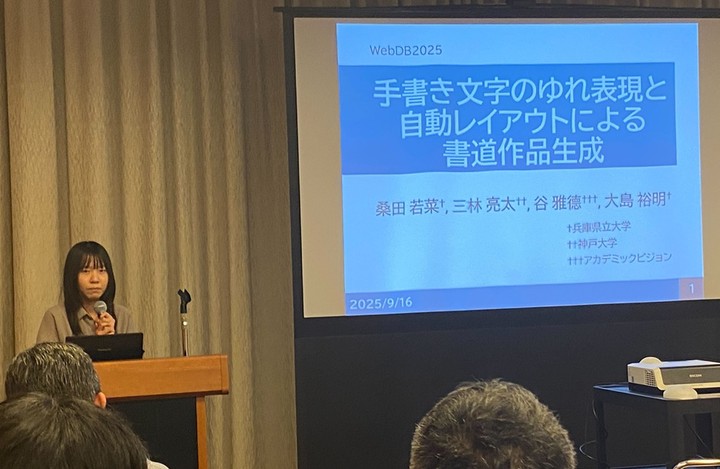 WebDB2025
手書き文字のゆれ表現と
自動レイアウトによる
書道作品生成
桑田 若菜†, 三林 亮太††, 谷 雅德†††, 大島 裕明†
†兵庫県立大学
††神戸大学
†††アカデミックビジョン
2025/9/16
1